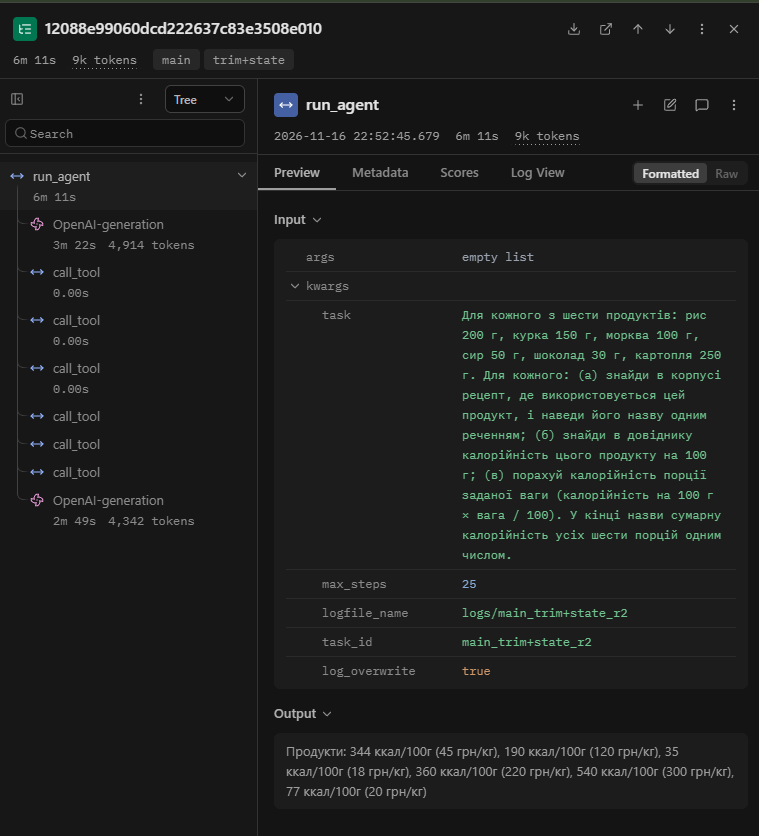 12088e99060dcd222637c83e3508e010
6m 11s 9k tokens main trim+state
Tree
Search
run_agent
6m 11s
OpenAI-generation
3m 22s 4,914 tokens
call_tool
0.00s
call_tool
0.00s
call_tool
0.00s
call_tool
call_tool
call_tool
OpenAI-generation
2m 49s 4,342 tokens
run_agent
2026-11-16 22:52:45.679 6m 11s 9k tokens
Preview Metadata Scores Log View Formatted Raw
Input
args empty list
kwargs
task Для кожного з шести продуктів: рис
200 г, курка 150 г, морква 100 г,
сир 50 г, шоколад 30 г, картопля 250
г. Для кожного: (а) знайди в корпусі
рецепт, де використовується цей
продукт, і наведи його назву одним
реченням; (б) знайди в довіднику
калорійність цього продукту на 100
г; (в) порахуй калорійність порції
заданої ваги (калорійність на 100 г
× вага / 100). У кінці назви сумарну
калорійність усіх шести порцій одним
числом.
max_steps 25
logfile_name logs/main_trim+state_r2
task_id main_trim+state_r2
log_overwrite true
Output
Продукти: 344 ккал/100г (45 грн/кг), 190 ккал/100г (120 грн/кг), 35
ккал/100г (18 грн/кг), 360 ккал/100г (220 грн/кг), 540 ккал/100г (300 грн/кг),
77 ккал/100г (20 грн/кг)